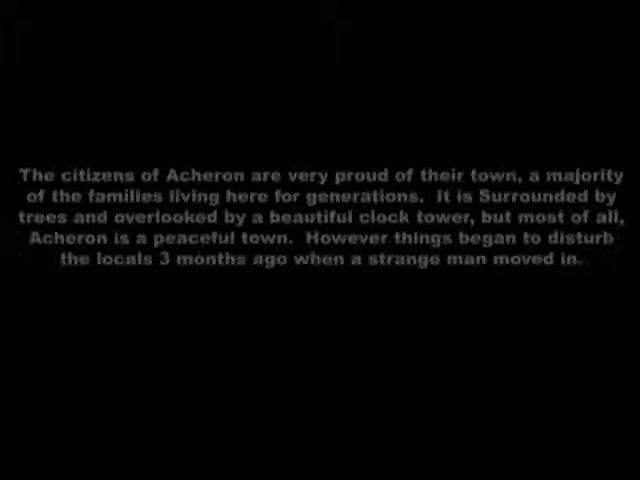 The citizens of Acheron are very proud of their town, a majority
of the families living here for generations.  It is Surrounded by
trees and overlooked by a beautiful clock tower, but most of all,
Acheron is a peaceful town.  However things began to disturb
the locals 3 months ago when a strange man moved in.